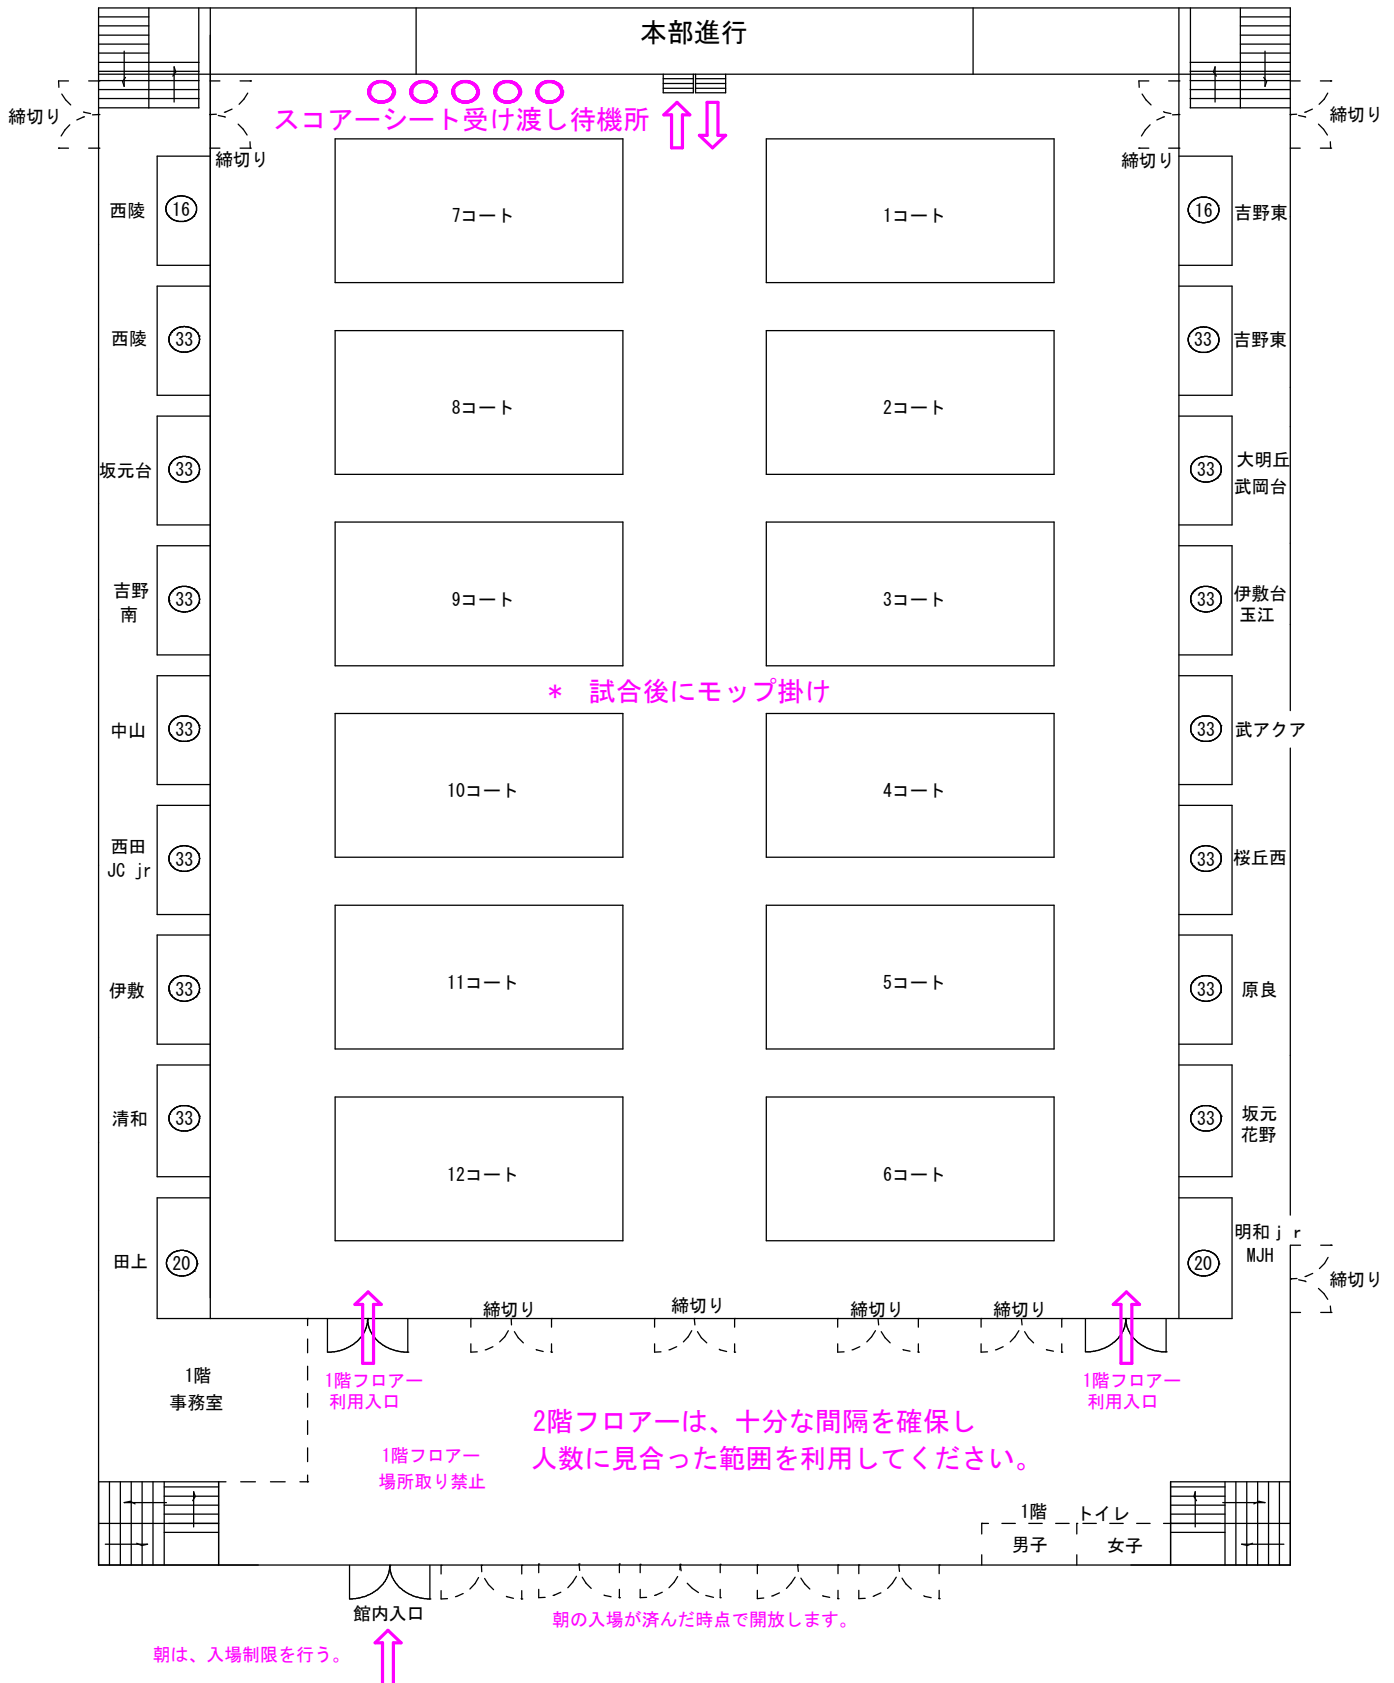 本部進行
スコアーシート受け渡し待機所
締切り
締切り
締切り
締切り
西陵
16
7コート
1コート
16
吉野東
西陵
33
8コート
2コート
33
吉野東
坂元台
33
33
大明丘
武岡台
吉野
南
33
9コート
3コート
33
伊敷台
玉江
* 試合後にモップ掛け
中山
33
10コート
4コート
33
武アクア
西田
JC jr
33
33
桜丘西
伊敷
33
11コート
5コート
33
原良
清和
33
12コート
6コート
33
坂元
花野
田上
20
20
明和ｊｒ
MJH
締切り
締切り
締切り
締切り
締切り
1階
事務室
1階フロアー
利用入口
1階フロアー
利用入口
2階フロアーは、十分な間隔を確保し
人数に見合った範囲を利用してください。
1階フロアー
場所取り禁止
1階 トイレ
男子
女子
館内入口
朝の入場が済んだ時点で開放します。
朝は、入場制限を行う。